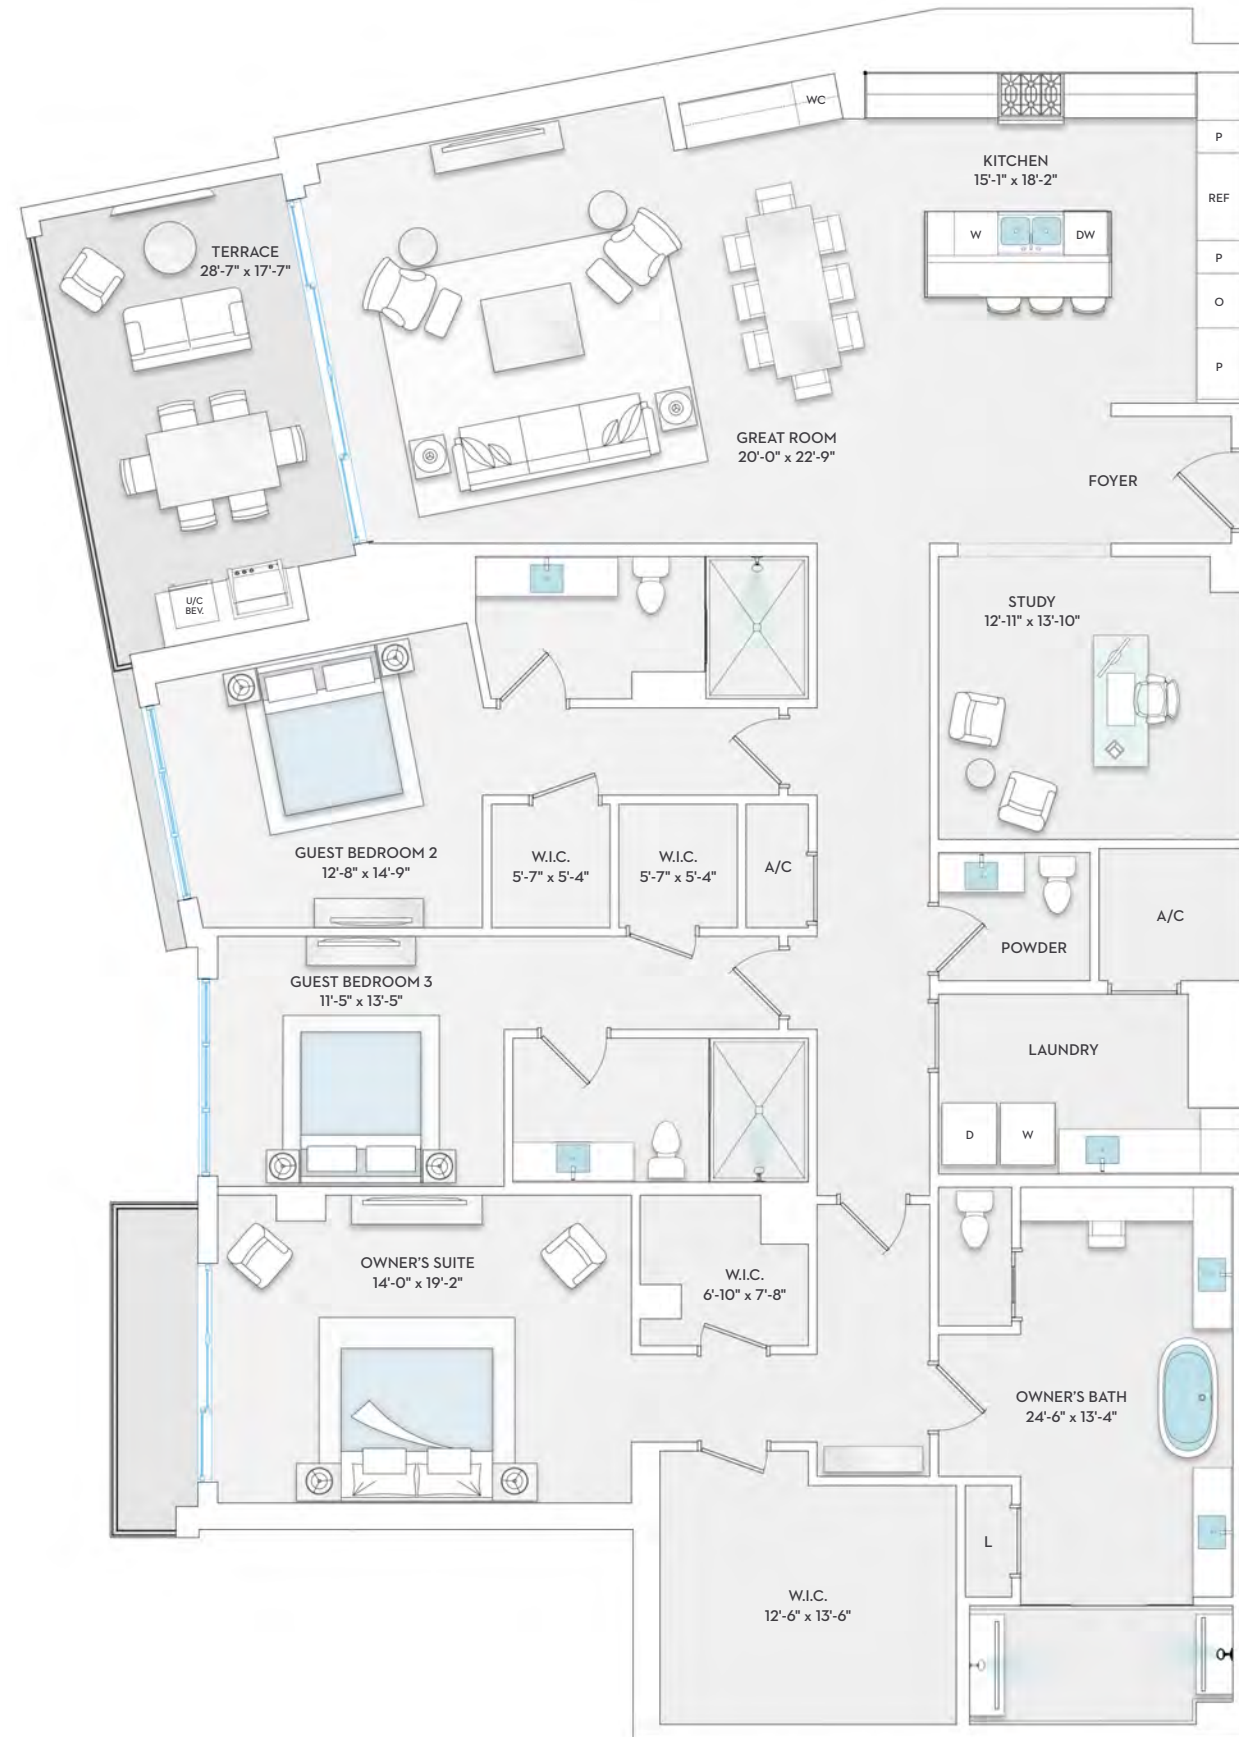 WC
P
KITCHEN
15'-1" x 18'-2"
REF
W
DW
TERRACE
28'-7" x 17'-7"
P
O
P
GREAT ROOM
20'-0" x 22'-9"
FOYER
U/C
BEV.
STUDY
12'-11" x 13'-10"
GUEST BEDROOM 2
12'-8" x 14'-9"
W.I.C.
5'-7" x 5'-4"
W.I.C.
5'-7" x 5'-4"
A/C
A/C
POWDER
GUEST BEDROOM 3
11'-5" x 13'-5"
LAUNDRY
D
W
OWNER'S SUITE
14'-0" x 19'-2"
W.I.C.
6'-10" x 7'-8"
OWNER'S BATH
24'-6" x 13'-4"
L
W.I.C.
12'-6" x 13'-6"